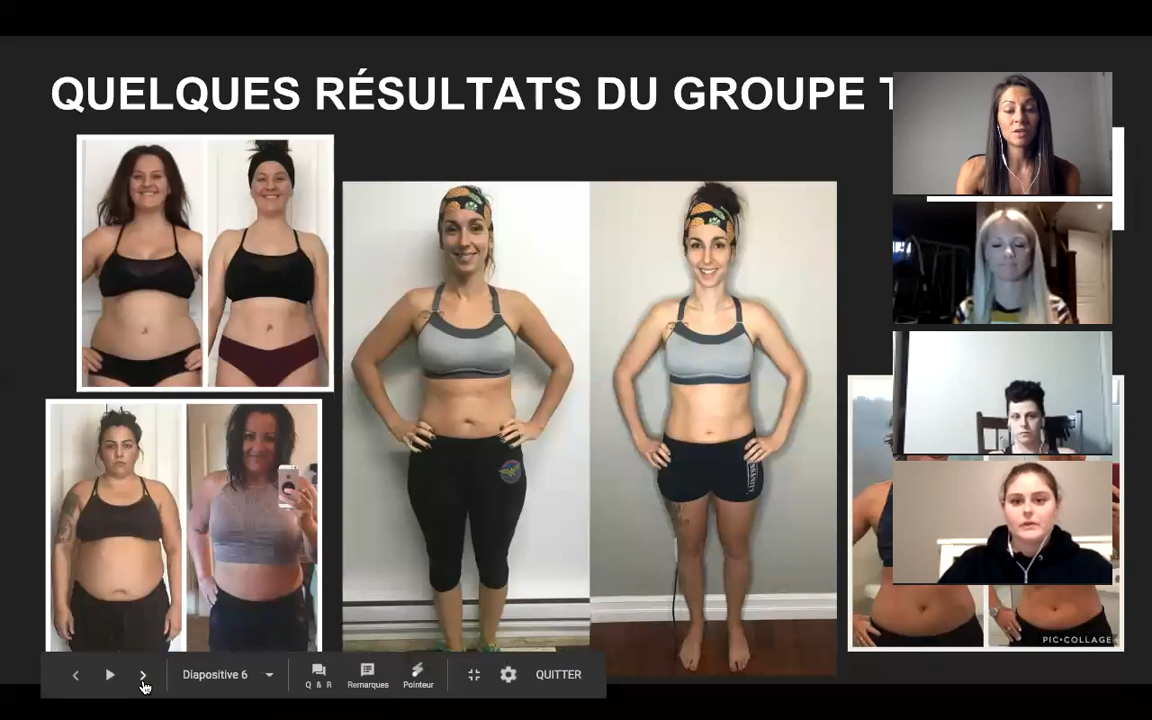 QUELQUES RÉSULTATS DU GROUPE T
PIC•COLLAGE
Diapositive 6
Q & R
Remarques
Pointeur
QUITTER